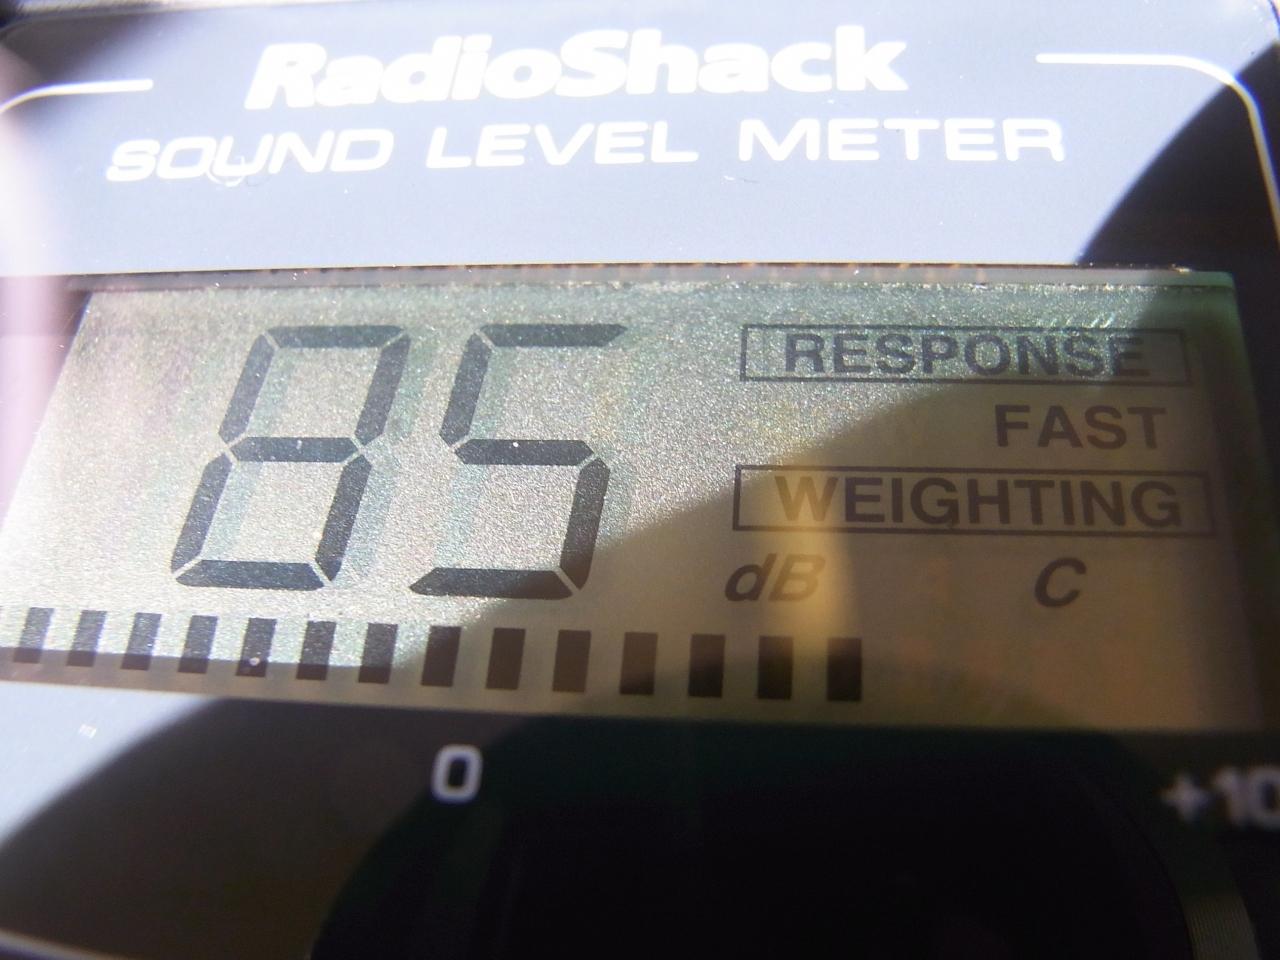 RadioShack
SOUND LEVEL METER
85
RESPONSE
FAST
WEIGHTING
dB C
0 +10